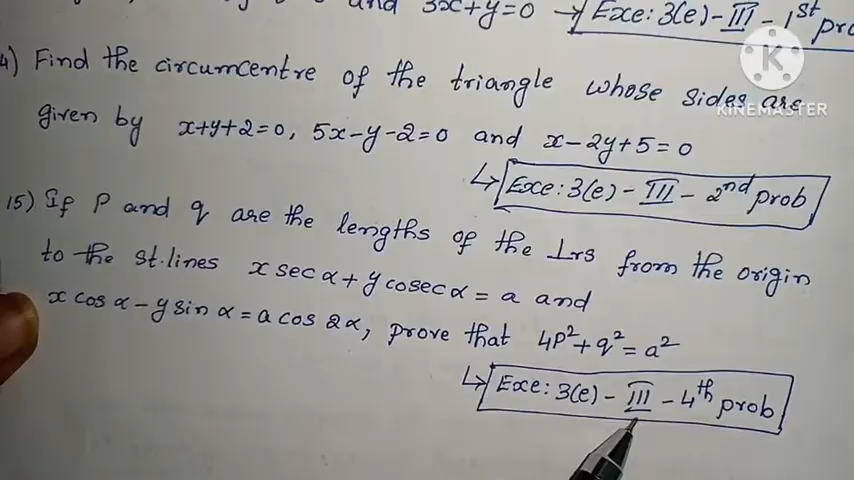 and 3x+y=0 → Exe: 3(e)-III-1st pro
4) Find the circumcentre of the triangle whose sides are
given by x+y+2=0, 5x-y-2=0 and x-2y+5=0
↳ Exe: 3(e)-III-2nd prob
15) If P and q are the lengths of the ⊥rs from the origin
to the st.lines x sec α + y cosec α = a and
x cos α - y sin α = a cos 2α, prove that 4P²+q²=a²
↳ Exe: 3(e)-III-4th prob
K
KINEMASTER